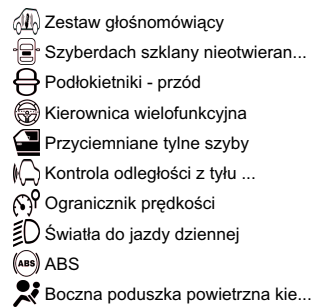 Zestaw głośnomówiący
Szyberdach szklany nieotwieran...
Podłokietniki - przód
Kierownica wielofunkcyjna
Przyciemniane tylne szyby
Kontrola odległości z tyłu ...
Ogranicznik prędkości
Światła do jazdy dziennej
ABS ABS
Boczna poduszka powietrzna kie...